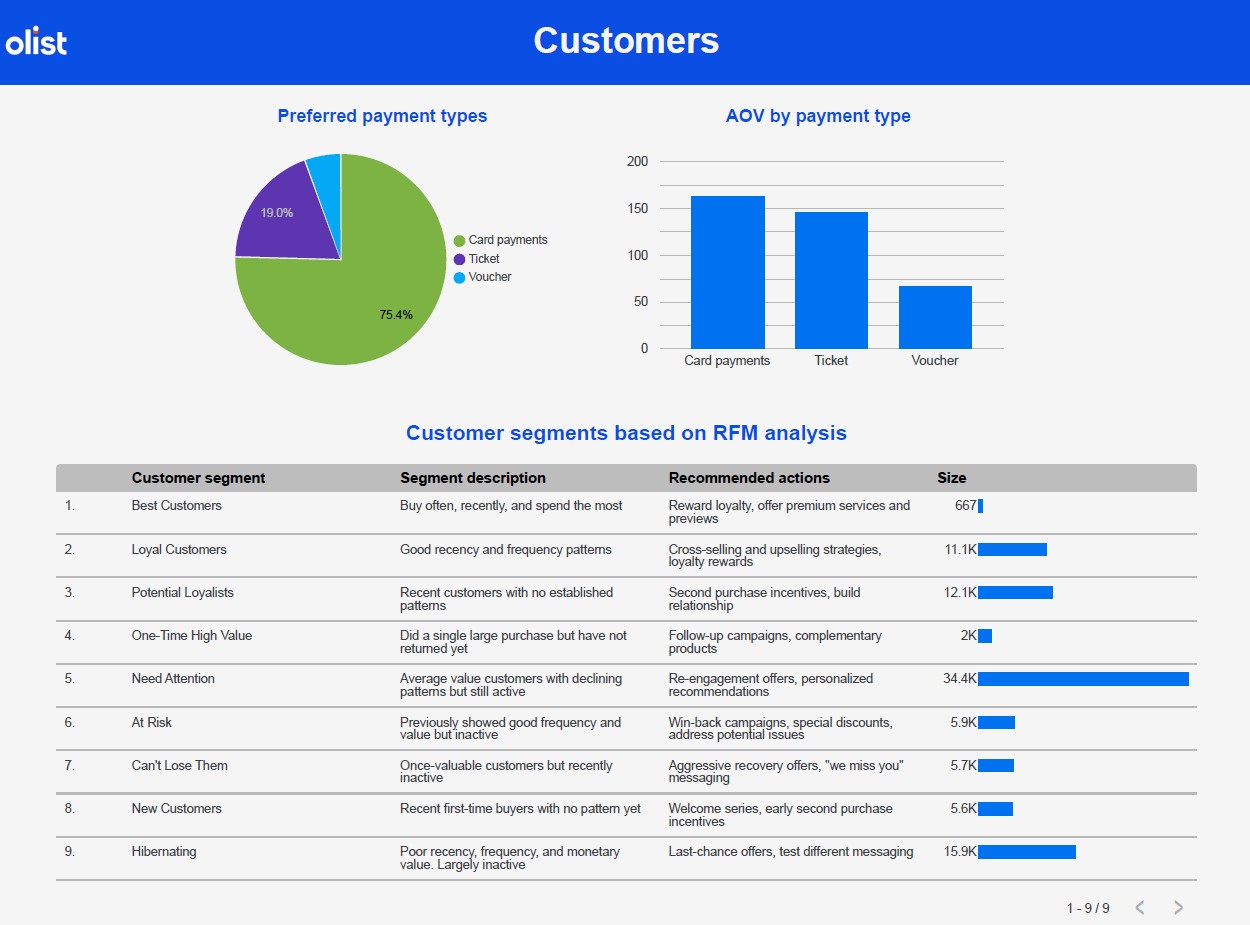 olist
Customers
Preferred payment types
19.0%
75.4%
Card payments
Ticket
Voucher
AOV by payment type
200
150
100
50
0
Card payments Ticket Voucher
Customer segments based on RFM analysis
Customer segment Segment description Recommended actions Size
1. Best Customers Buy often, recently, and spend the most Reward loyalty, offer premium services and 667
previews
2. Loyal Customers Good recency and frequency patterns Cross-selling and upselling strategies, 11.1K
loyalty rewards
3. Potential Loyalists Recent customers with no established Second purchase incentives, build 12.1K
patterns relationship
4. One-Time High Value Did a single large purchase but have not Follow-up campaigns, complementary 2K
returned yet products
5. Need Attention Average value customers with declining Re-engagement offers, personalized 34.4K
patterns but still active recommendations
6. At Risk Previously showed good frequency and Win-back campaigns, special discounts, 5.9K
value but inactive address potential issues
7. Can't Lose Them Once-valuable customers but recently Aggressive recovery offers, "we miss you" 5.7K
inactive messaging
8. New Customers Recent first-time buyers with no pattern yet Welcome series, early second purchase 5.6K
incentives
9. Hibernating Poor recency, frequency, and monetary Last-chance offers, test different messaging 15.9K
value. Largely inactive
1 - 9 / 9